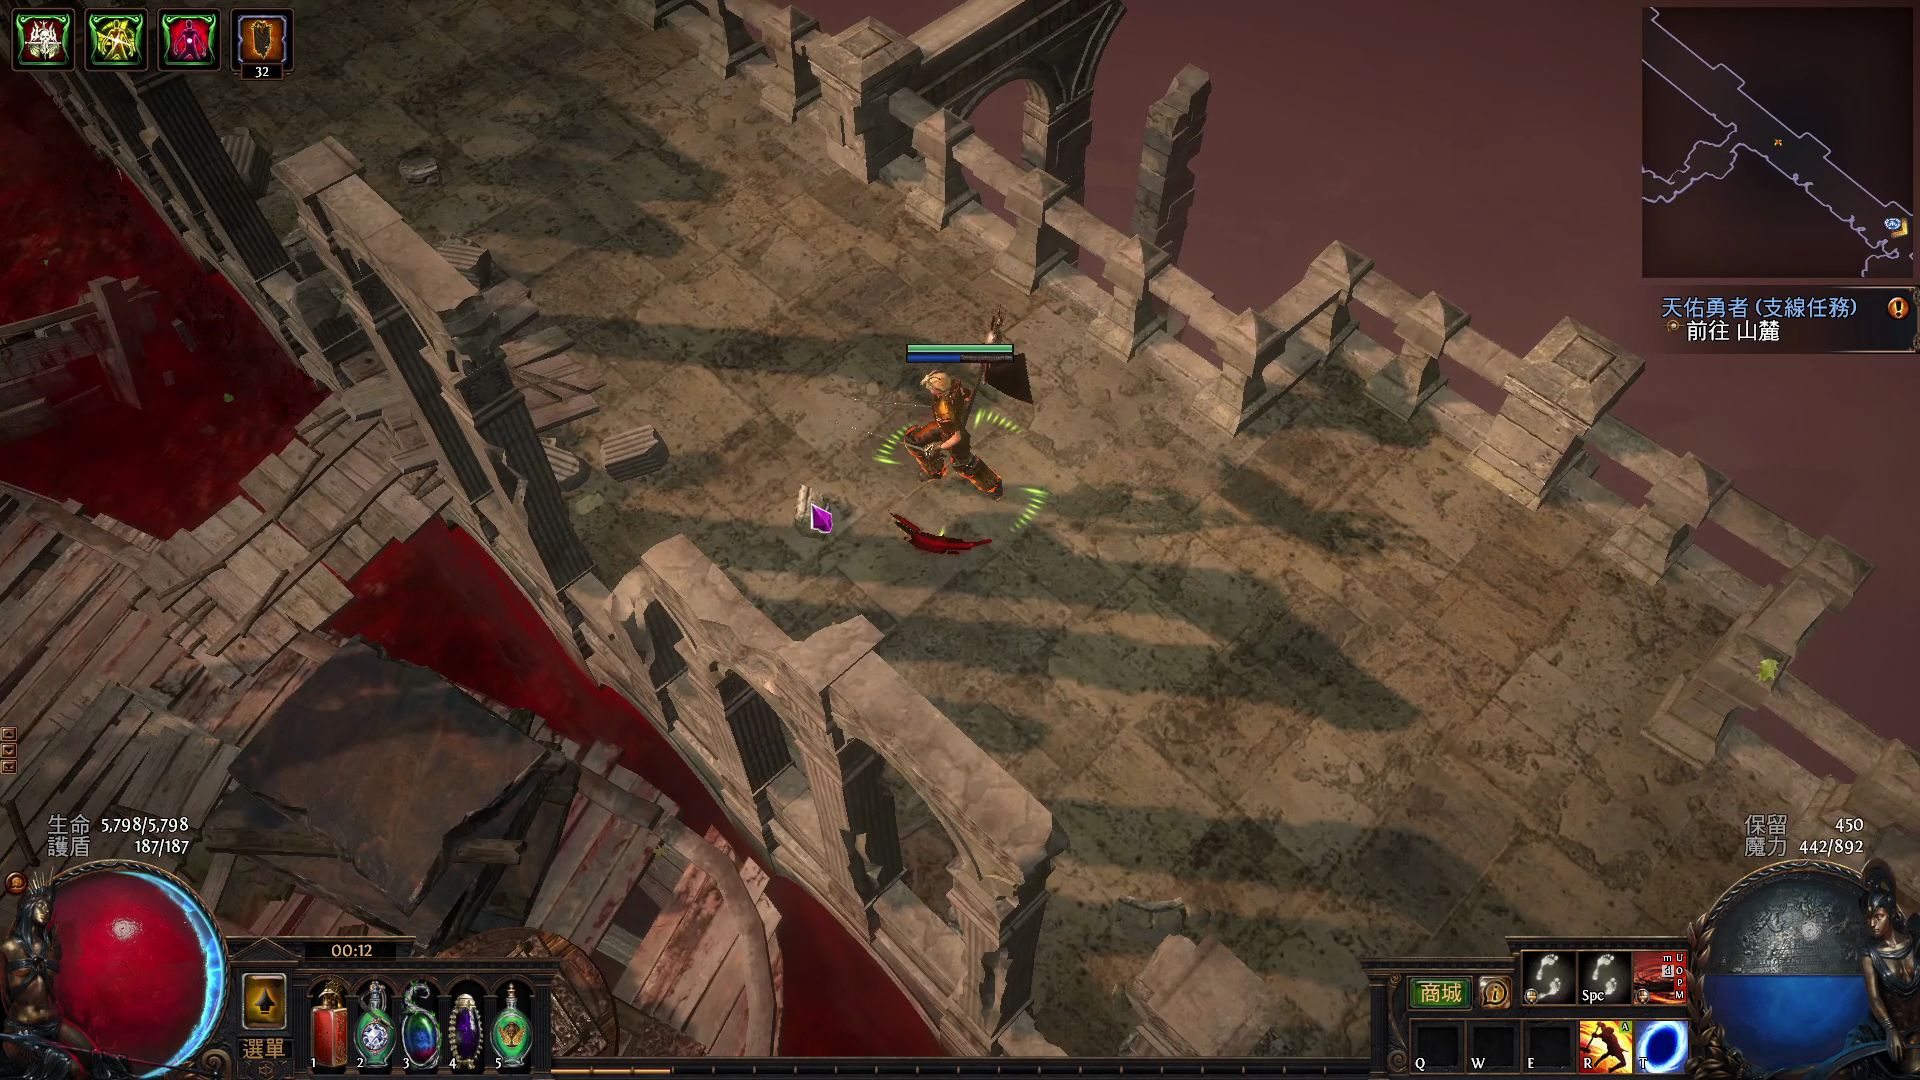 32
天佑勇者 (支線任務)
前往 山麓
生命 5,798/5,798
護盾 187/187
保留 450
魔力 442/892
00:12
選單
1
2
3
4
5
商城
Spc
m U
d O
P
M
Q
W
E
R
A
T